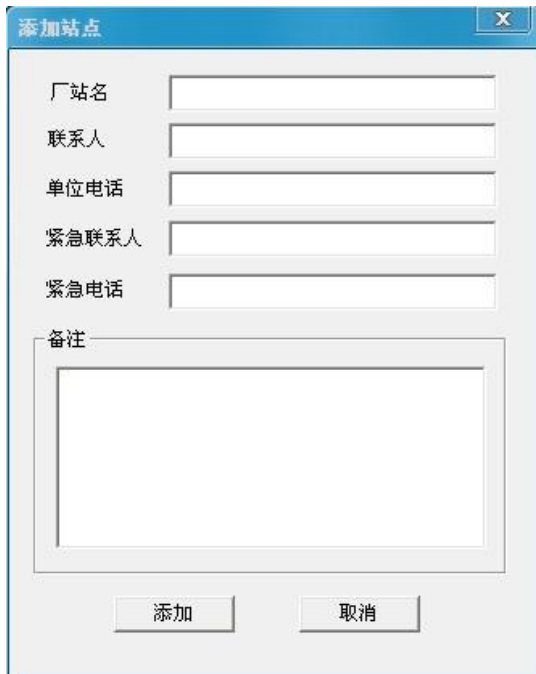 添加站点
厂站名
联系人
单位电话
紧急联系人
紧急电话
备注
添加 取消